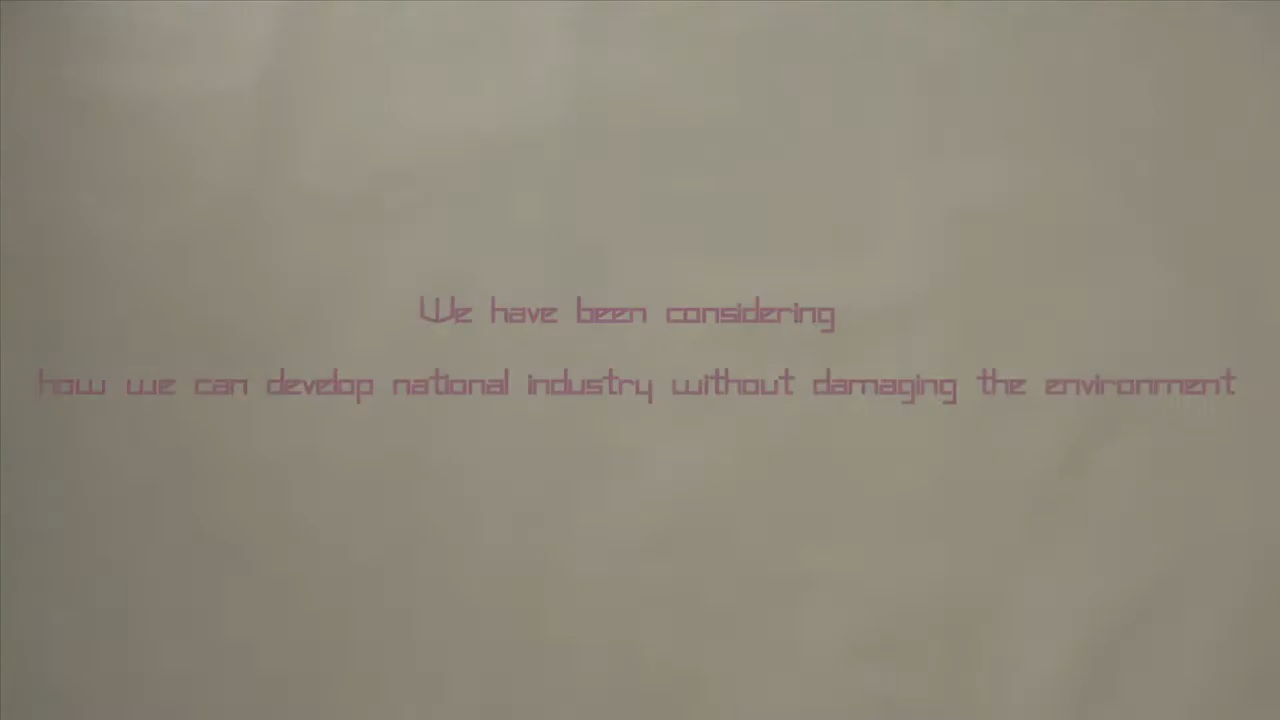 We have been considering
how we can develop national industry without damaging the environment